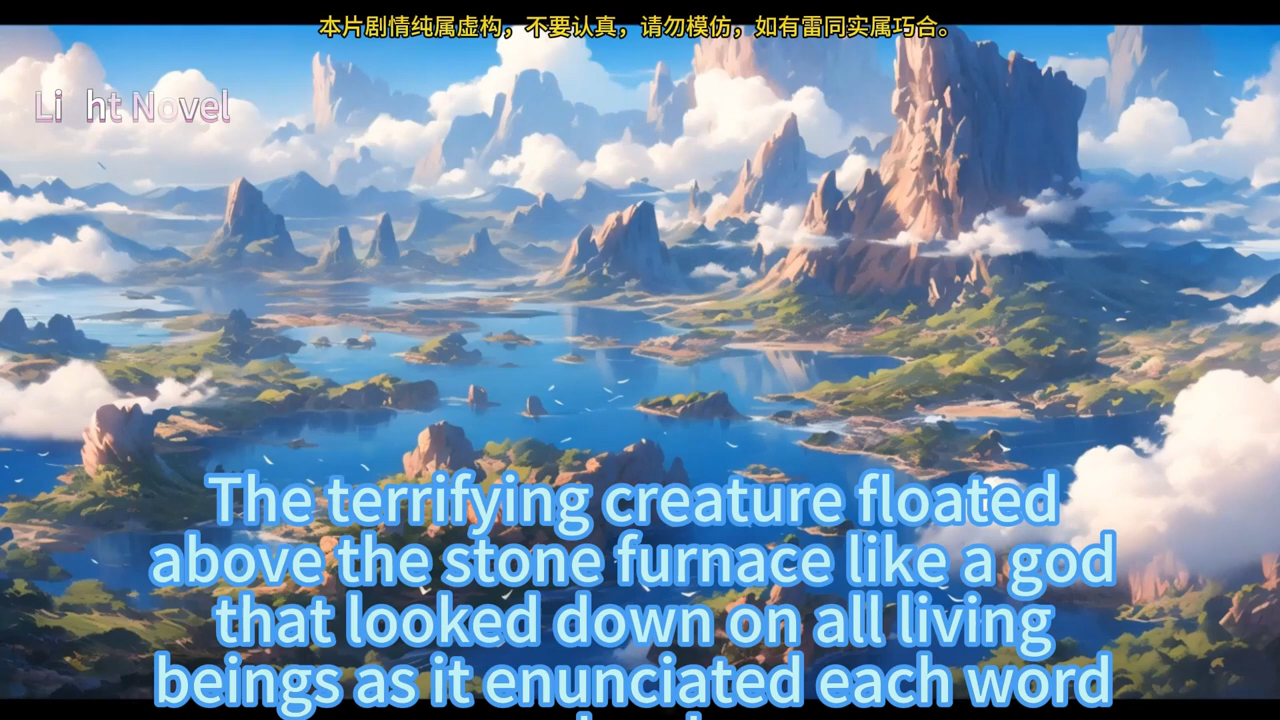 本片剧情纯属虚构，不要认真，请勿模仿，如有雷同实属巧合。
Li ht Novel
The terrifying creature floated
above the stone furnace like a god
that looked down on all living
beings as it enunciated each word